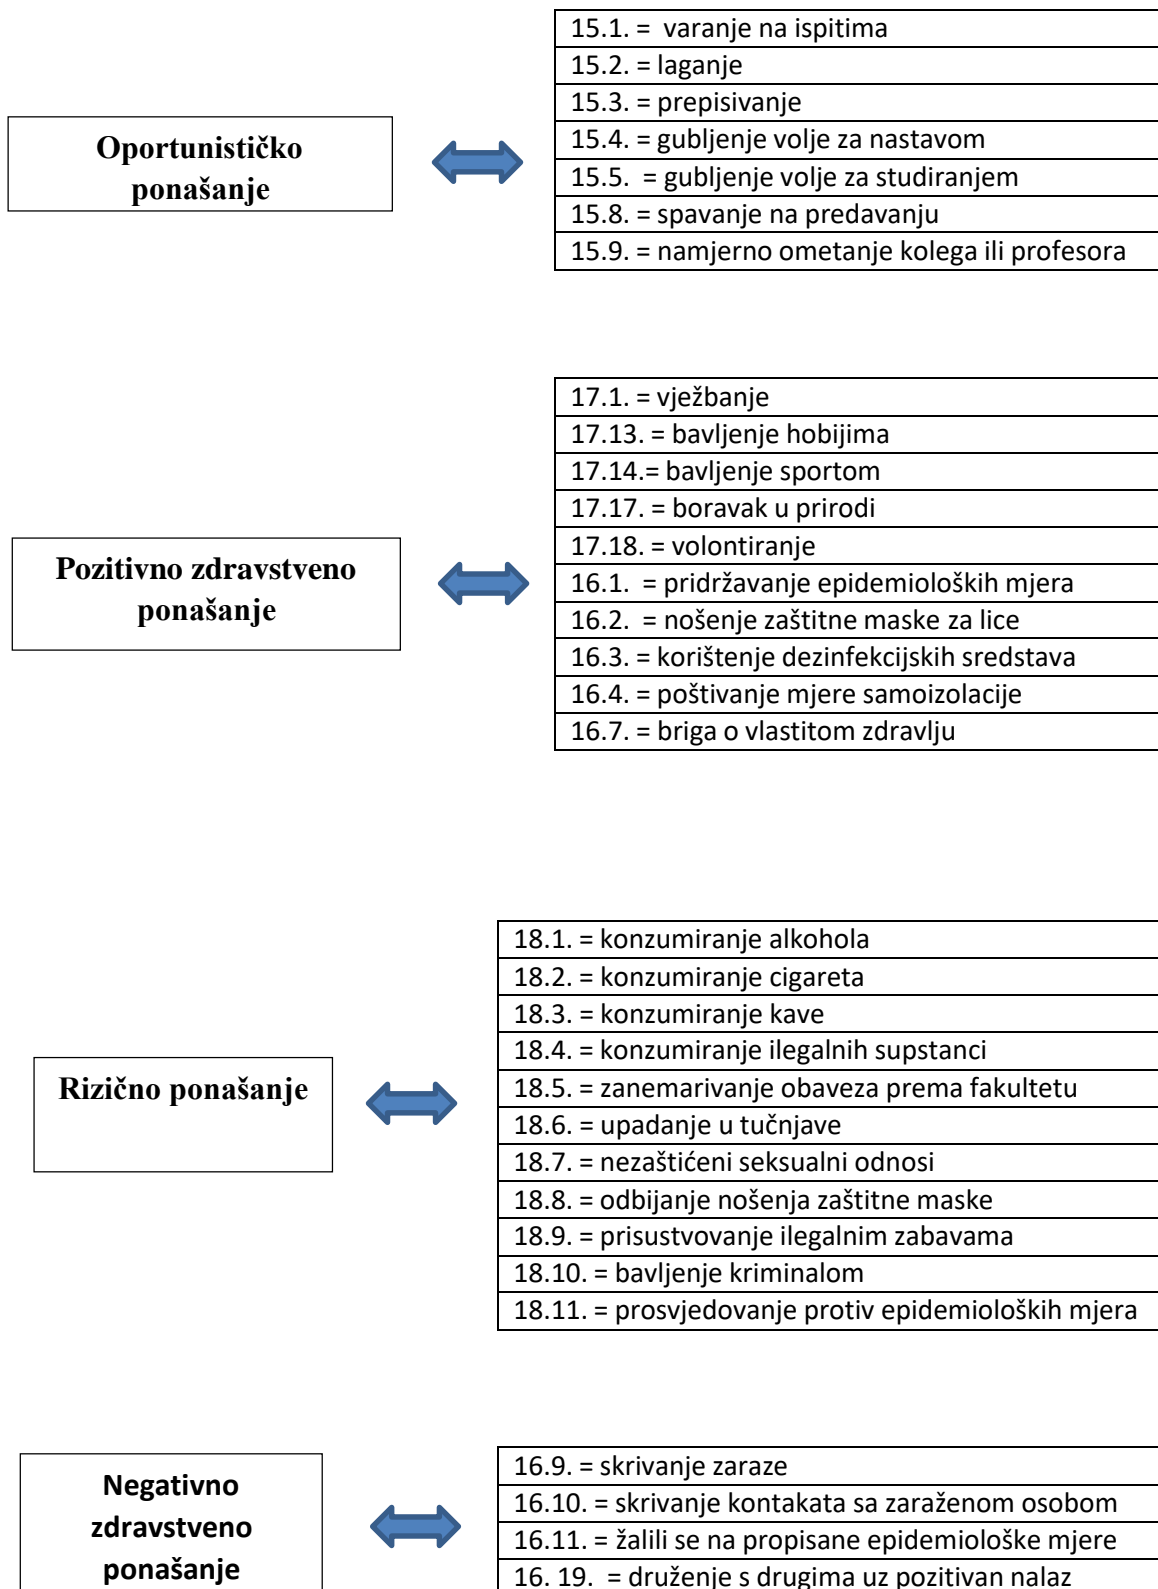 Oportunističko
ponašanje
15.1. = varanje na ispitima
15.2. = laganje
15.3. = prepisivanje
15.4. = gubljenje volje za nastavom
15.5. = gubljenje volje za studiranjem
15.8. = spavanje na predavanju
15.9. = namjerno ometanje kolega ili profesora
Pozitivno zdravstveno
ponašanje
17.1. = vježbanje
17.13. = bavljenje hobijima
17.14.= bavljenje sportom
17.17. = boravak u prirodi
17.18. = volontiranje
16.1. = pridržavanje epidemioloških mjera
16.2. = nošenje zaštitne maske za lice
16.3. = korištenje dezinfekcijskih sredstava
16.4. = poštivanje mjere samoizolacije
16.7. = briga o vlastitom zdravlju
Rizično ponašanje
18.1. = konzumiranje alkohola
18.2. = konzumiranje cigareta
18.3. = konzumiranje kave
18.4. = konzumiranje ilegalnih supstanci
18.5. = zanemarivanje obaveza prema fakultetu
18.6. = upadanje u tučnjave
18.7. = nezaštićeni seksualni odnosi
18.8. = odbijanje nošenja zaštitne maske
18.9. = prisustvovanje ilegalnim zabavama
18.10. = bavljenje kriminalom
18.11. = prosvjedovanje protiv epidemioloških mjera
Negativno
zdravstveno
ponašanje
16.9. = skrivanje zaraze
16.10. = skrivanje kontakata sa zaraženom osobom
16.11. = žalili se na propisane epidemiološke mjere
16. 19. = druženje s drugima uz pozitivan nalaz